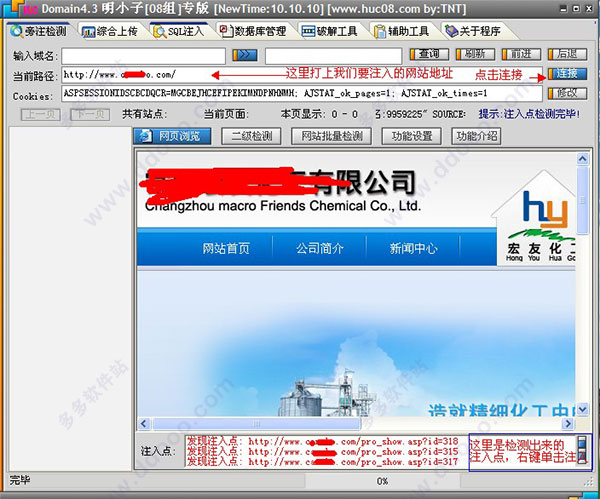 Domain4.3 明小子[08组]专版 [NewTime:10.10.10] [www.huc08.com by:TNT]
旁注检测 综合上传 SQL注入 数据库管理 破解工具 辅助工具 关于程序
输入域名: >>> 查询 刷新 前进 后退
当前路径: http://www. o.com/ 这里打上我们要注入的网站地址 点击连接 连接
Cookies: ASPSESSIONIDSCBCDQCR=MGCBEJHCEFIPEKIMNDPNHNMH; AJSTAT_ok_pages=1; AJSTAT_ok_times=1 修改
上一页 下一页 共有站点: 当前页面: 本页显示: 0 - 0 ろ:9959225" SOURCE: 提示:注入点检测完毕!
网页浏览 二级检测 网站批量检测 功能设置 功能介绍
有限公司
Changzhou macro Friends Chemical Co., Ltd.
hy
网站首页 公司简介 新闻中心
宏友化工
Hong You Hua Go
造就精细化工中
注入点:
发现注入点: http://www. .com/pro_show.asp?id=318
发现注入点: http://www. .com/pro_show.asp?id=315
发现注入点: http://www. .com/pro_show.asp?id=317
这里是检测出来的
注入点,右键单击注
完毕 0%
多多软件站
www.ddooo.com